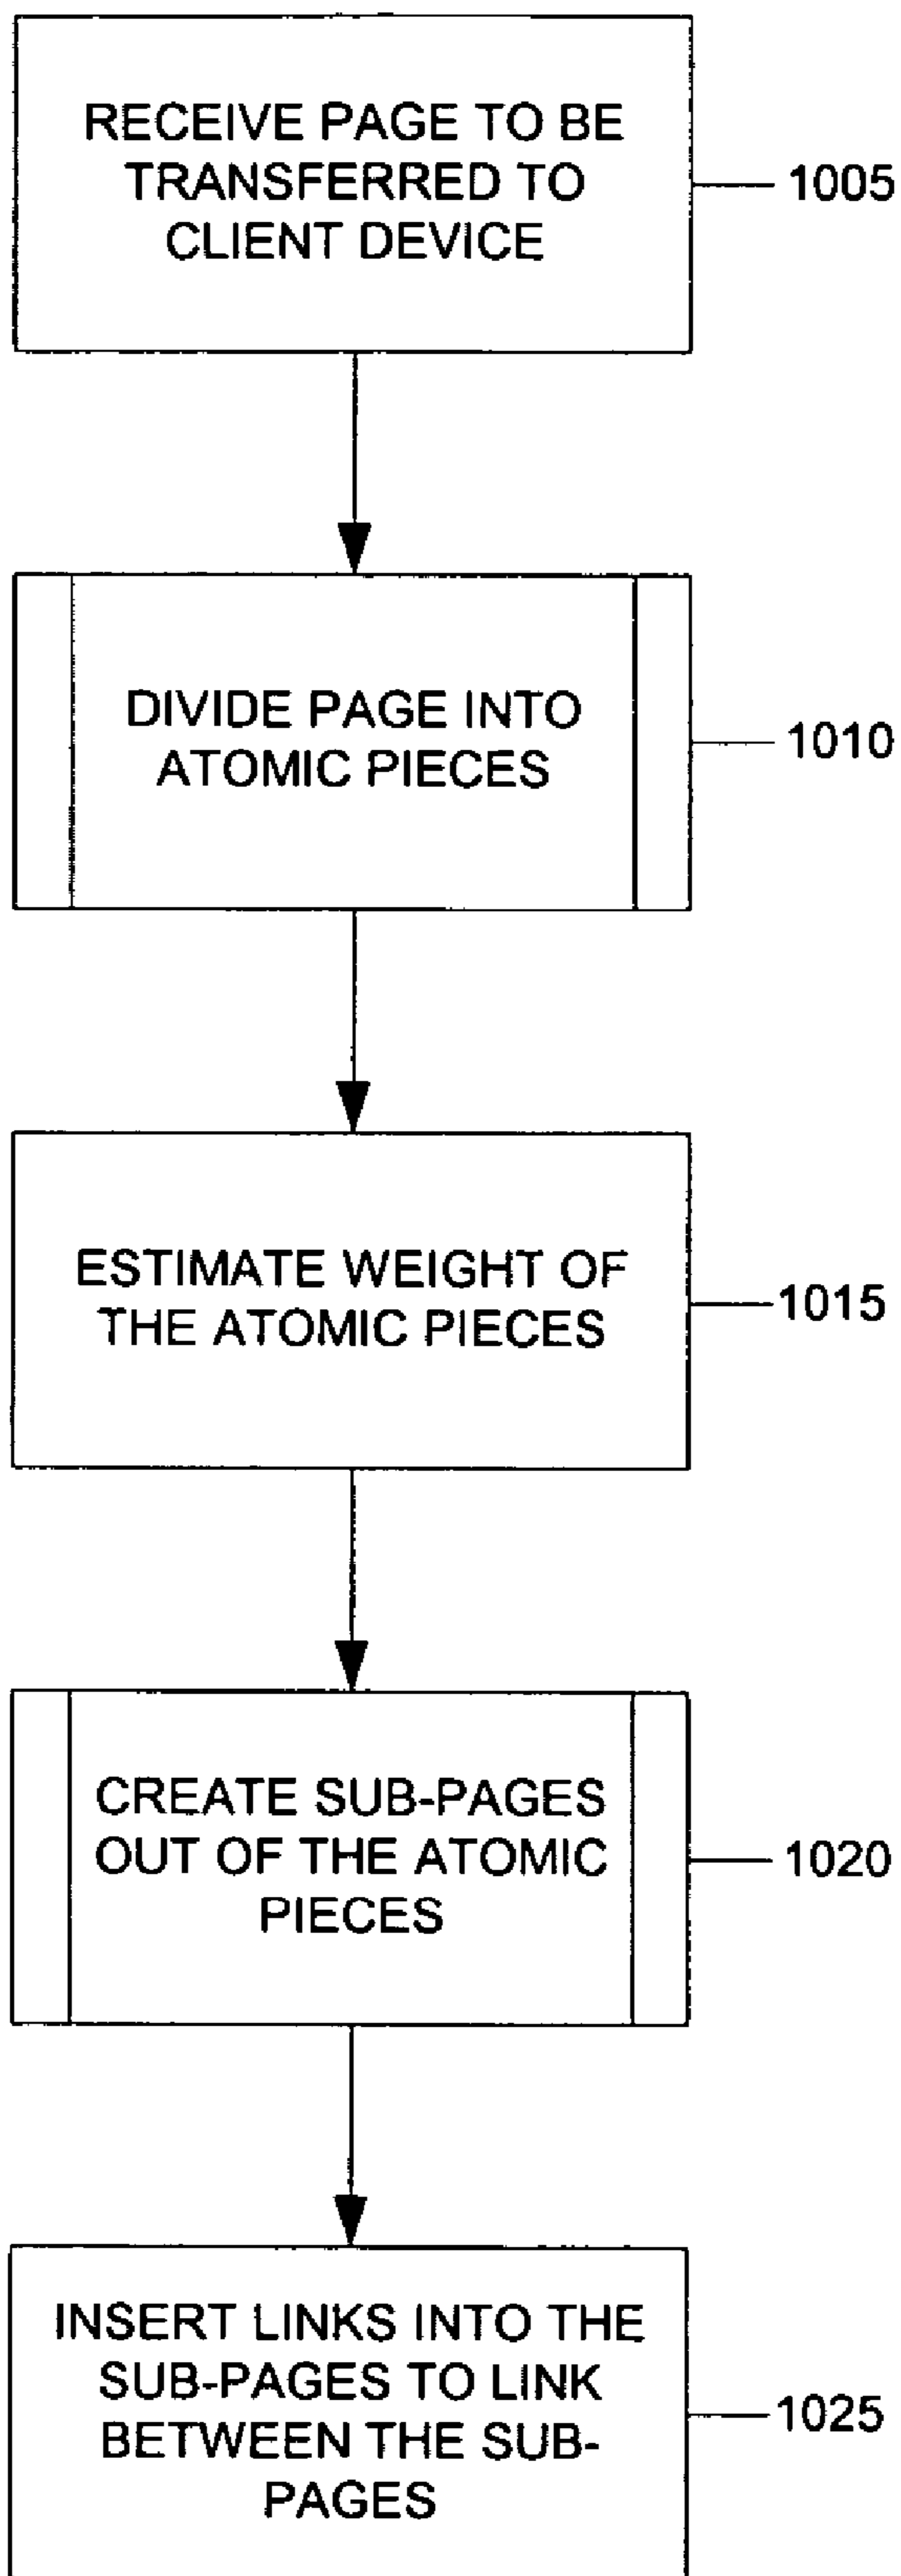 RECEIVE PAGE TO BE
TRANSFERRED TO
CLIENT DEVICE
1005
DIVIDE PAGE INTO
ATOMIC PIECES
1010
ESTIMATE WEIGHT OF
THE ATOMIC PIECES
1015
CREATE SUB-PAGES
OUT OF THE ATOMIC
PIECES
1020
INSERT LINKS INTO THE
SUB-PAGES TO LINK
BETWEEN THE SUB-
PAGES
1025